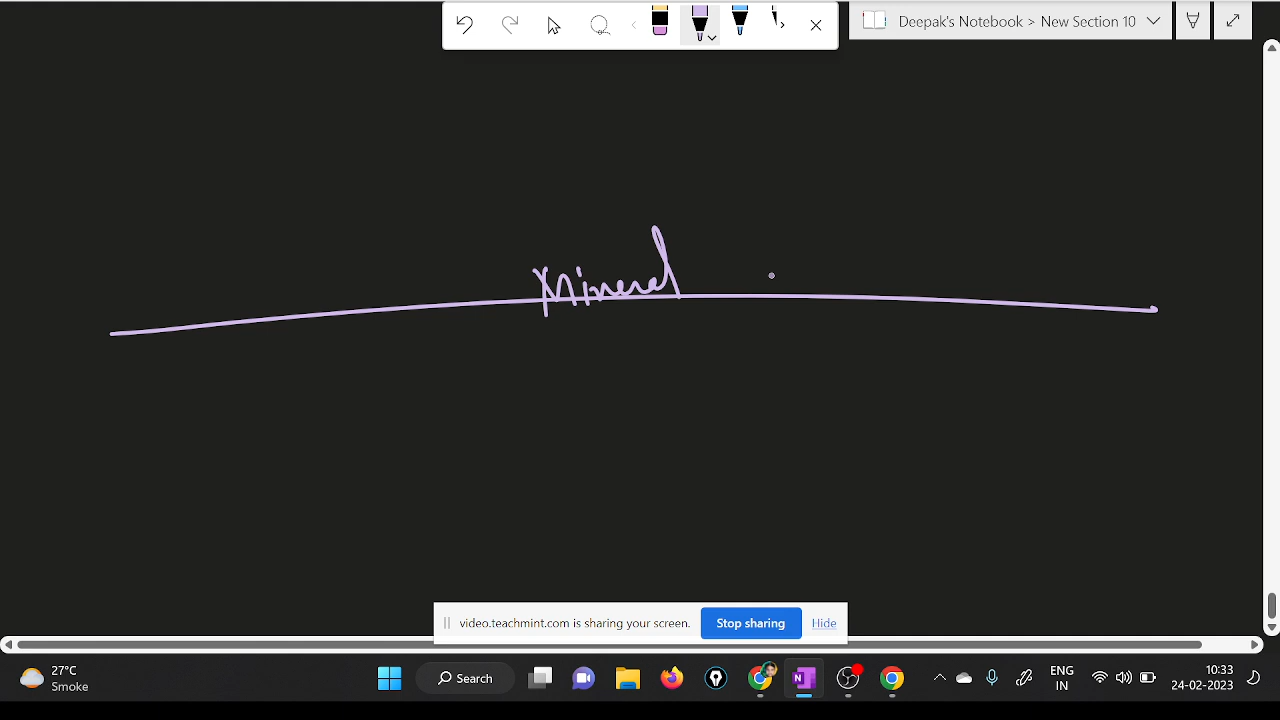 Deepak's Notebook > New Section 10
Mineral
video.teachmint.com is sharing your screen.
Stop sharing
Hide
27°C
Smoke
Search
N
ENG
IN
10:33
24-02-2023